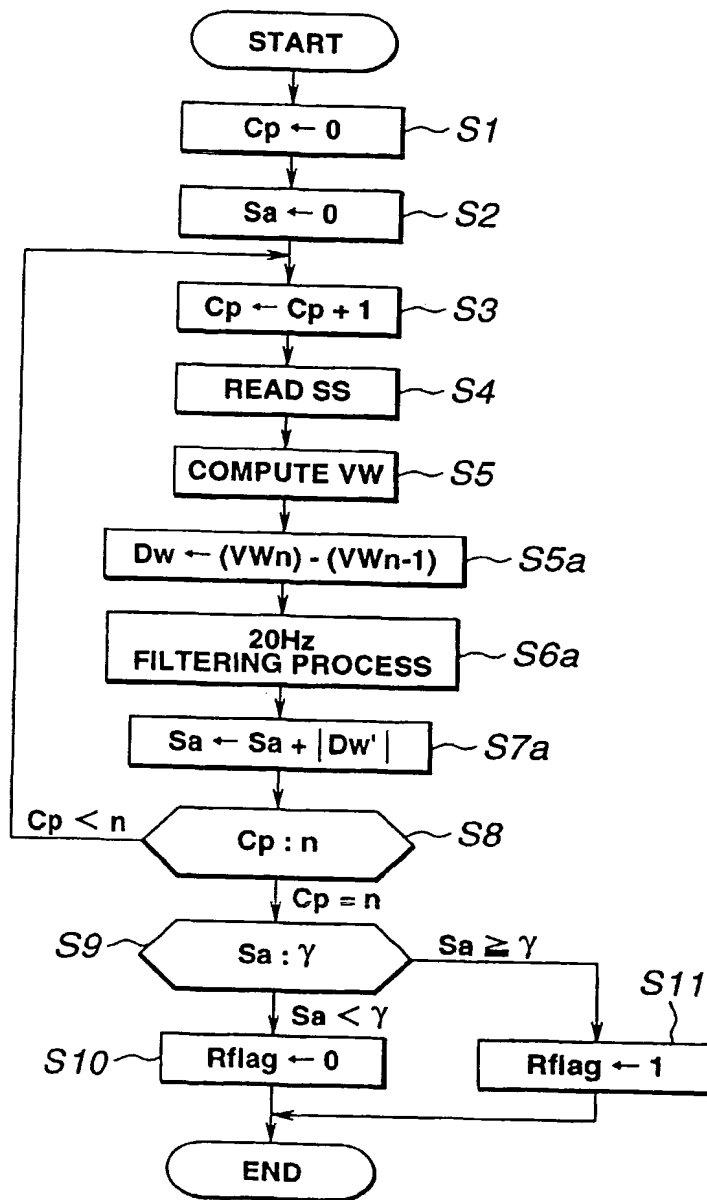 START
Cp ← 0
S1
Sa ← 0
S2
Cp ← Cp + 1
S3
READ SS
S4
COMPUTE VW
S5
Dw ← (VWn) - (VWn-1)
S5a
20Hz
FILTERING PROCESS
S6a
Sa ← Sa + |Dw'|
S7a
Cp < n
Cp : n
S8
Cp = n
S9
Sa : γ
Sa ≧ γ
Sa < γ
S11
S10
Rflag ← 0
Rflag ← 1
END